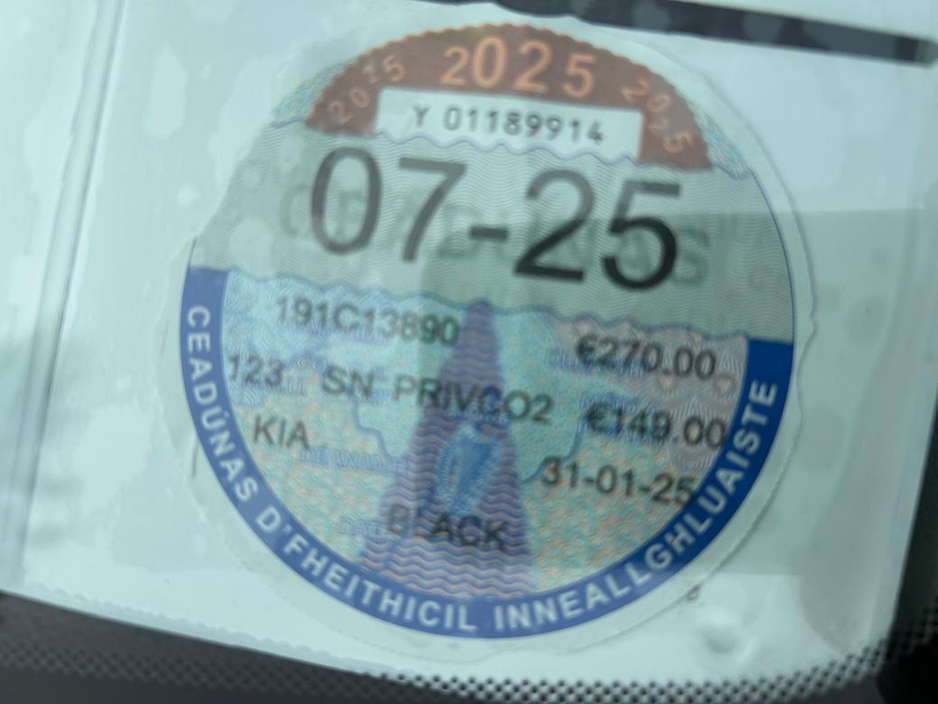 2025 2025 2025
Y 01189914
07-25
191C13890 €270.00
123 SN PRIVCO2 €149.00
KIA 31-01-25
BLACK
CEADÚNAS D'FHEITHICIL INNEALLGHLUAISTE